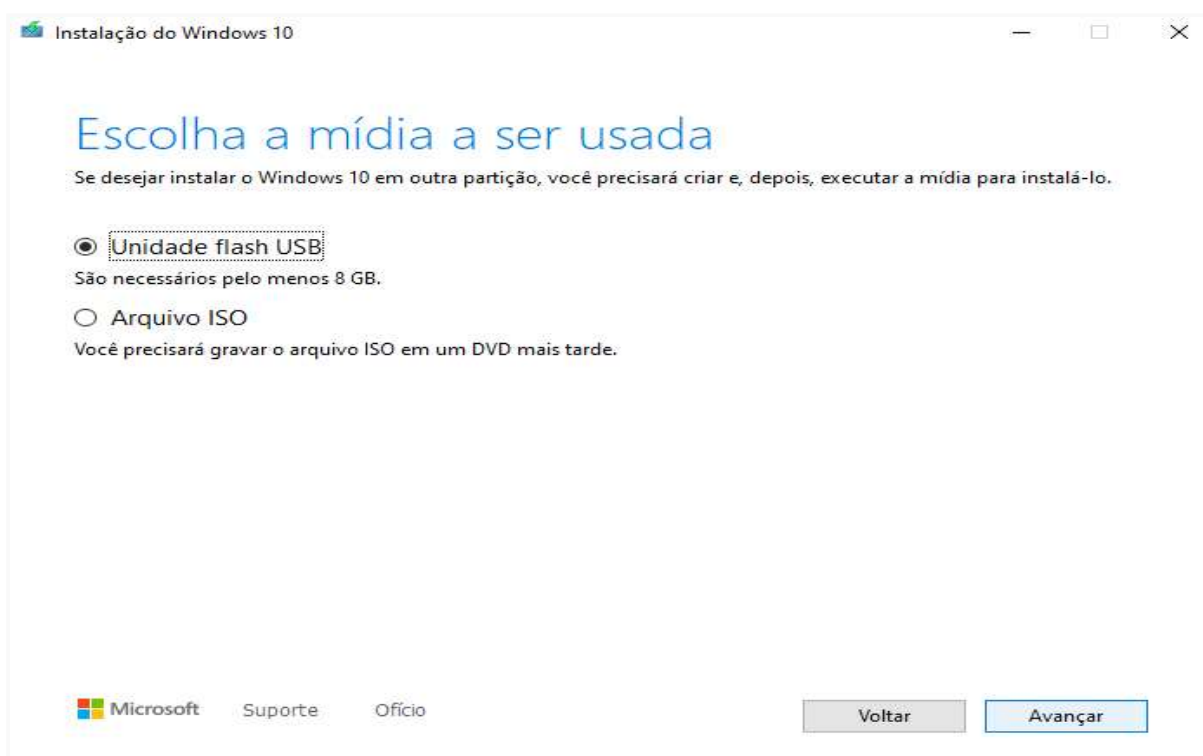 Instalação do Windows 10
Escolha a mídia a ser usada
Se desejar instalar o Windows 10 em outra partição, você precisará criar e, depois, executar a mídia para instalá-lo.
Unidade flash USB
São necessários pelo menos 8 GB.
Arquivo ISO
Você precisará gravar o arquivo ISO em um DVD mais tarde.
Microsoft Suporte Ofício Voltar Avançar